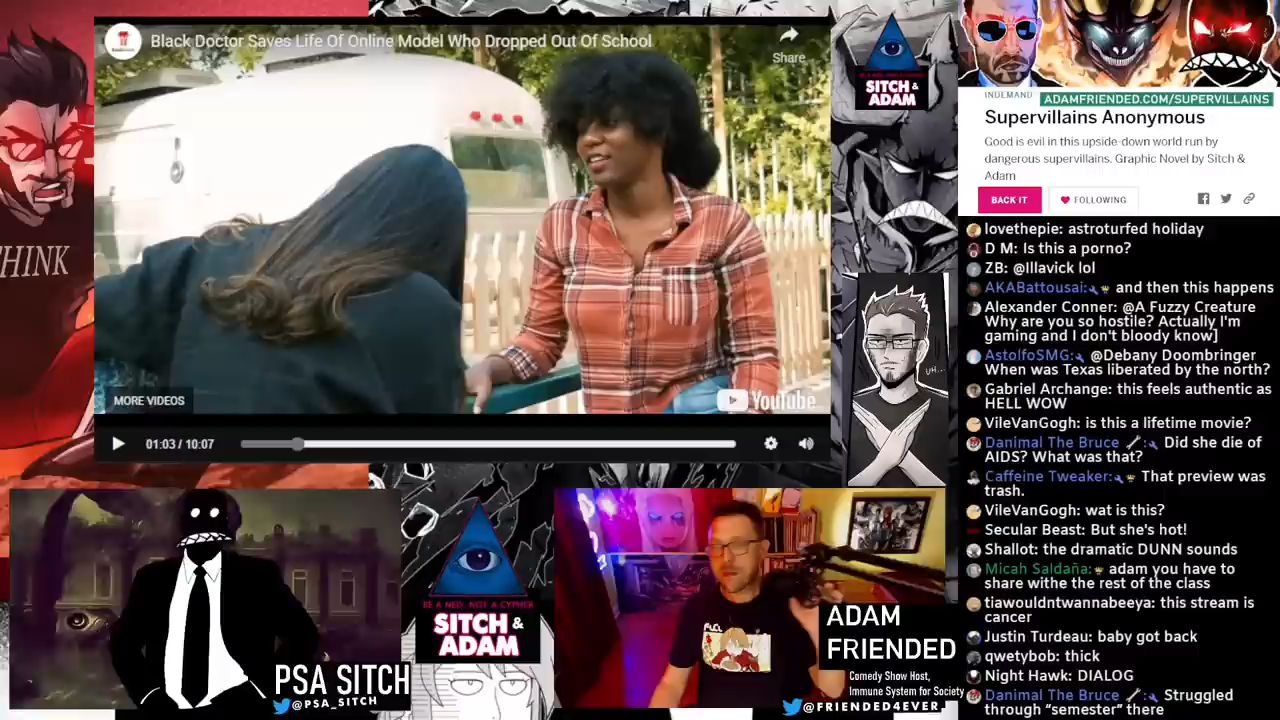 Black Doctor Saves Life Of Online Model Who Dropped Out Of School
Share
MORE VIDEOS
YouTube
01:03 / 10:07
HINK
SITCH &
ADAM
UH...
INDEMAND
ADAMFRIENDED.COM/SUPERVILLAINS
Supervillains Anonymous
Good is evil in this upside-down world run by
dangerous supervillains. Graphic Novel by Sitch &
Adam
BACK IT
FOLLOWING
lovethepie: astroturfed holiday
D M: Is this a porno?
ZB: @Illavick lol
AKABattousai: and then this happens
Alexander Conner: @A Fuzzy Creature
Why are you so hostile? Actually I'm
gaming and I don't bloody know]
AstolfoSMG: @Debany Doombringer
When was Texas liberated by the north?
Gabriel Archange: this feels authentic as
HELL WOW
VileVanGogh: is this a lifetime movie?
Danimal The Bruce : Did she die of
AIDS? What was that?
Caffeine Tweaker: That preview was
trash.
VileVanGogh: wat is this?
Secular Beast: But she's hot!
Shallot: the dramatic DUNN sounds
Micah Saldaña: adam you have to
share withe the rest of the class
tiawouldntwannabeeya: this stream is
cancer
Justin Turdeau: baby got back
qwetybob: thick
Night Hawk: DIALOG
Danimal The Bruce : Struggled
through “semester” there
PSA SITCH
@PSA_SITCH
BE A NEO, NOT A CYPHER
SITCH &
ADAM
ADAM
FRIENDED
Comedy Show Host,
Immune System for Society
@FRIENDED4EVER